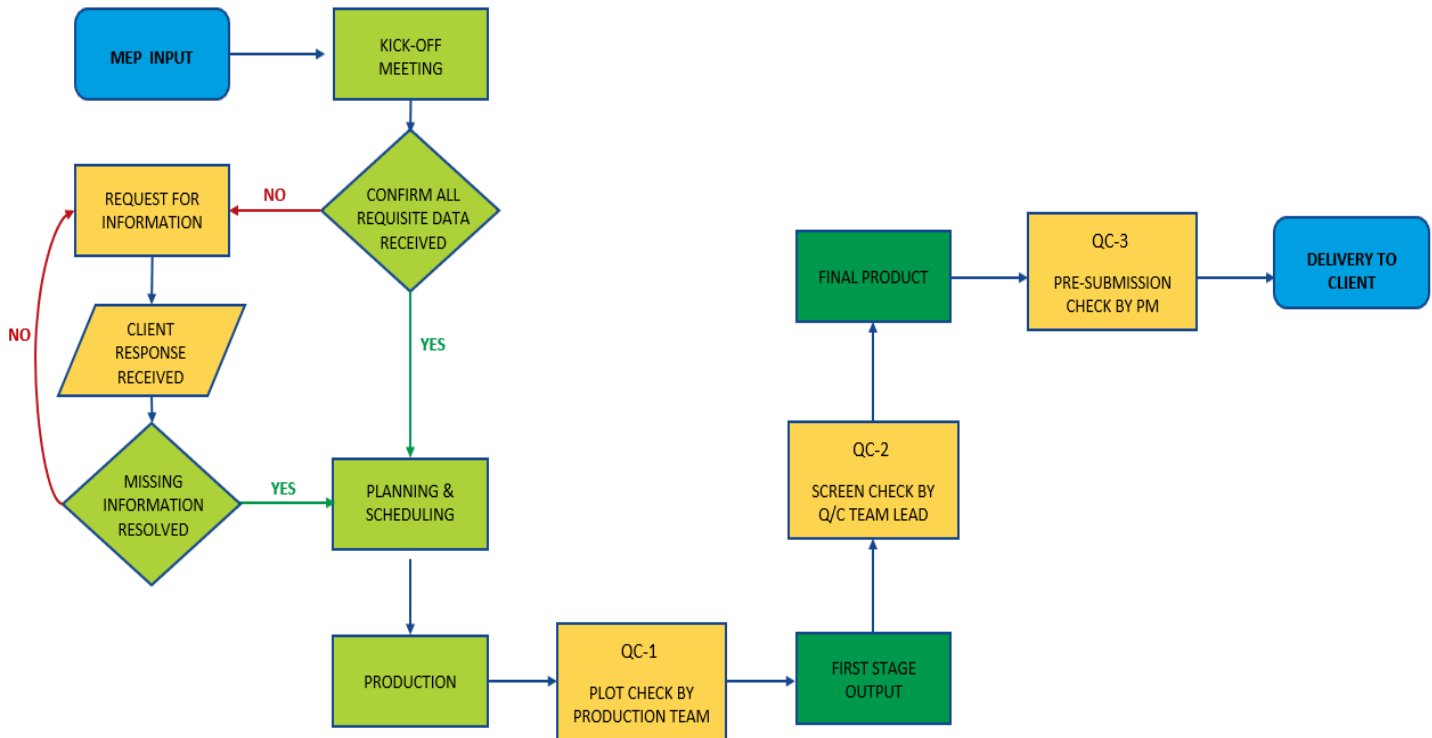 MEP INPUT
KICK-OFF
MEETING
CONFIRM ALL
REQUISITE DATA
RECEIVED
NO
REQUEST FOR
INFORMATION
CLIENT
RESPONSE
RECEIVED
NO
MISSING
INFORMATION
RESOLVED
YES
YES
PLANNING &
SCHEDULING
PRODUCTION
QC-1
PLOT CHECK BY
PRODUCTION TEAM
FIRST STAGE
OUTPUT
QC-2
SCREEN CHECK BY
Q/C TEAM LEAD
FINAL PRODUCT
QC-3
PRE-SUBMISSION
CHECK BY PM
DELIVERY TO
CLIENT